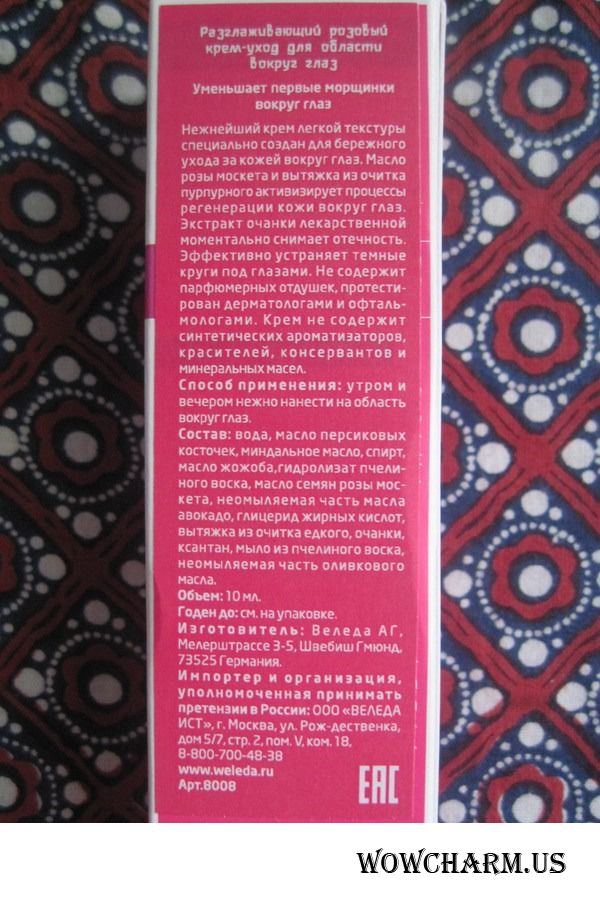 Разглаживающий розовый
крем-уход для области
вокруг глаз
Уменьшает первые морщинки
вокруг глаз
Нежнейший крем легкой текстуры
специально создан для бережного
ухода за кожей вокруг глаз. Масло
розы москета и вытяжка из очитка
пурпурного активизирует процессы
регенерации кожи вокруг глаз.
Экстракт очанки лекарственной
моментально снимает отечность.
Эффективно устраняет темные
круги под глазами. Не содержит
парфюмерных отдушек, протести-
рован дерматологами и офталь-
мологами. Крем не содержит
синтетических ароматизаторов,
красителей, консервантов и
минеральных масел.
Способ применения: утром и
вечером нежно нанести на область
вокруг глаз.
Состав: вода, масло персиковых
косточек, миндальное масло, спирт,
масло жожоба,гидролизат пчели-
ного воска, масло семян розы мос-
кета, неомыляемая часть масла
авокадо, глицерид жирных кислот,
вытяжка из очитка едкого, очанки,
ксантан, мыло из пчелиного воска,
неомыляемая часть оливкового
масла.
Объем: 10 мл.
Годен до: см. на упаковке.
Изготовитель: Веледа АГ,
Мелерштрассе 3-5, Швебиш Гмюнд,
73525 Германия.
Импортер и организация,
уполномоченная принимать
претензии в России: ООО «ВЕЛЕДА
ИСТ», г. Москва, ул. Рож-дественка,
дом 5/7, стр. 2, пом. V, ком. 18,
8-800-700-48-38
www.weleda.ru
Арт.8008
EAC
WOWCHARM.US